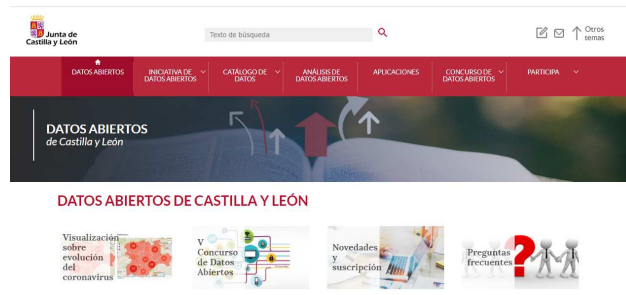 Junta de
Castilla y León
Texto de búsqueda
Otros
temas
DATOS ABIERTOS
INICIATIVA DE
DATOS ABIERTOS
CATÁLOGO DE
DATOS
ANÁLISIS DE
DATOS ABIERTOS
APLICACIONES
CONCURSO DE
DATOS ABIERTOS
PARTICIPA
DATOS ABIERTOS
de Castilla y León
DATOS ABIERTOS DE CASTILLA Y LEÓN
Visualización
sobre
evolución
del
coronavirus
V
Concurso
de Datos
Abiertos
Novedades
y
suscripción
Preguntas
frecuentes